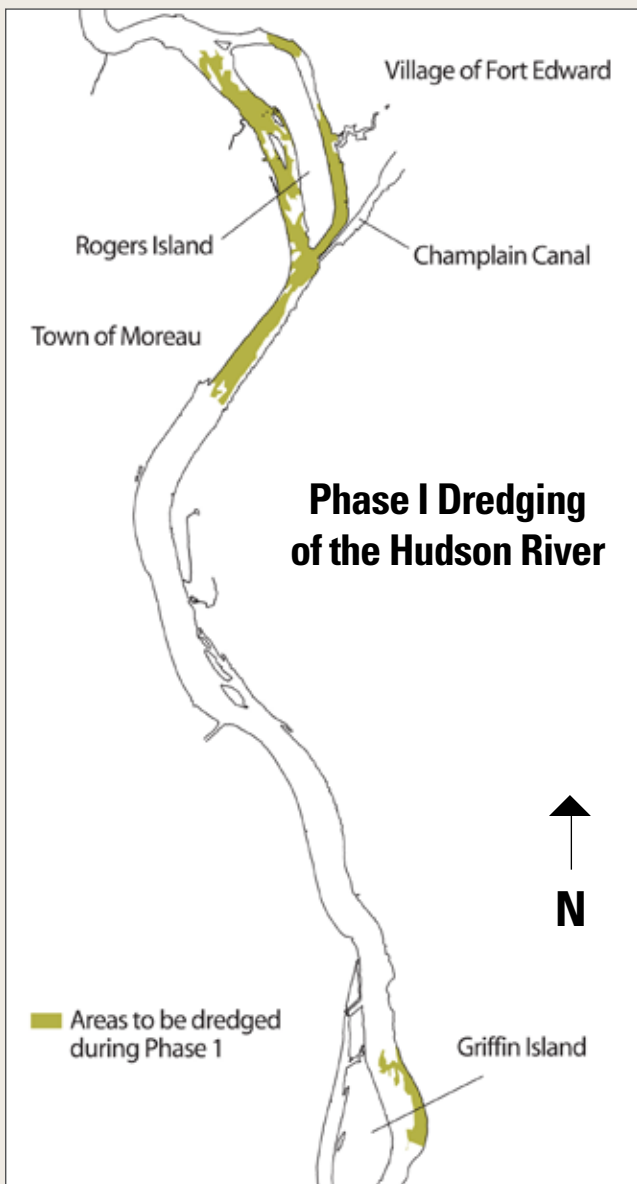 Village of Fort Edward
Rogers Island
Champlain Canal
Town of Moreau
Phase I Dredging
of the Hudson River
N
Areas to be dredged
during Phase 1
Griffin Island